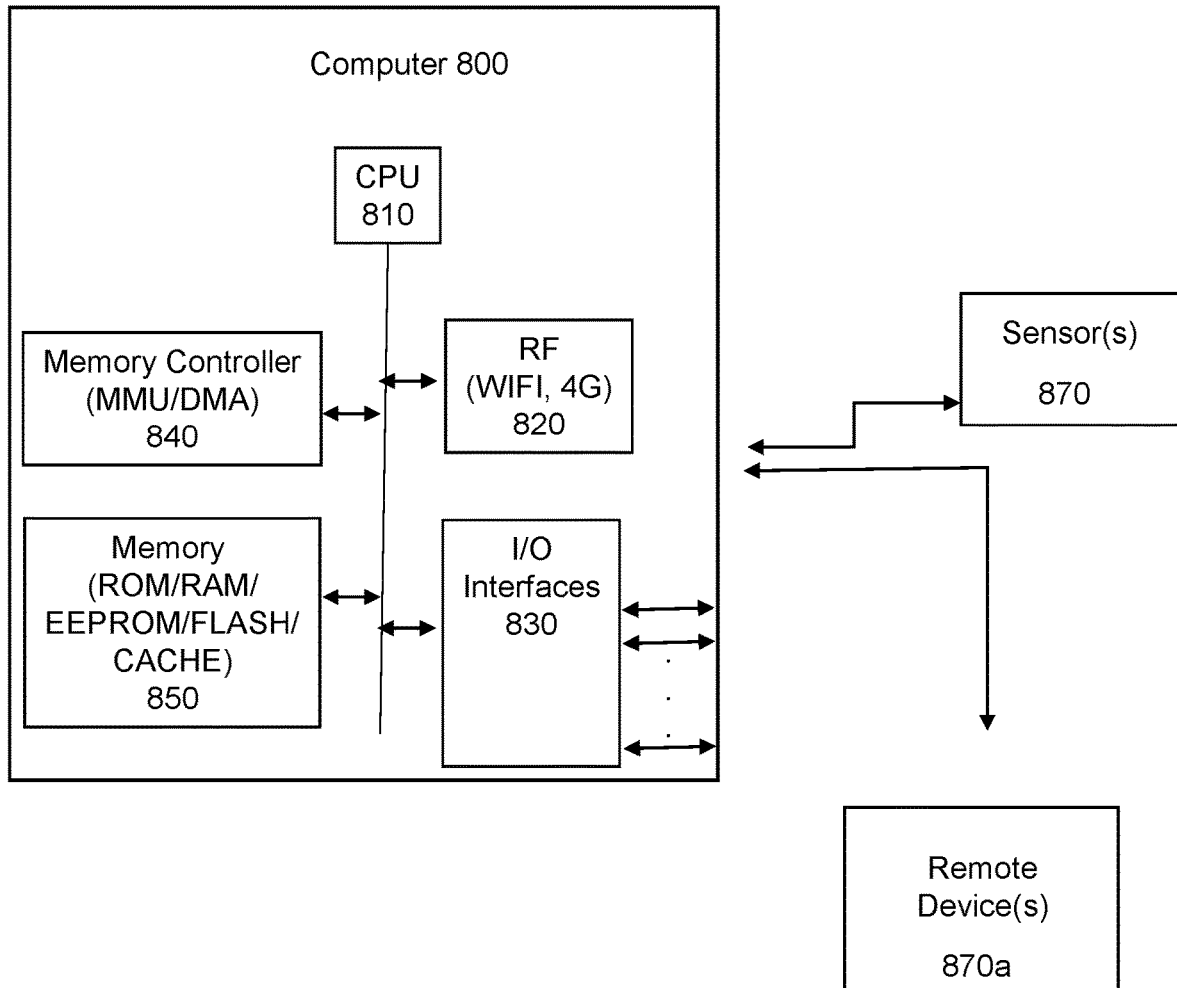 Computer 800
CPU
810
Memory Controller
(MMU/DMA)
840
RF
(WIFI, 4G)
820
Memory
(ROM/RAM/
EEPROM/FLASH/
CACHE)
850
I/O
Interfaces
830
Sensor(s)
870
Remote
Device(s)
870a